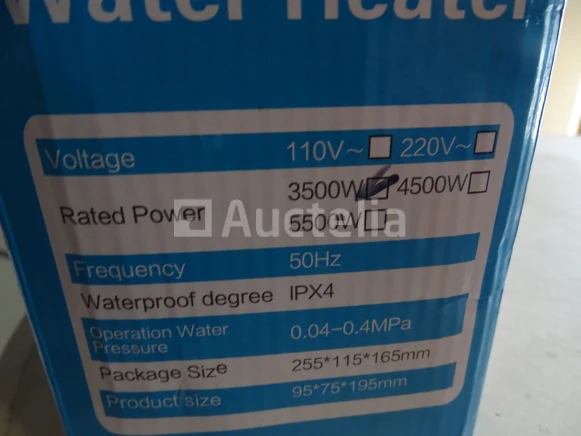 Water Heater
Voltage 110V~ 220V~
Rated Power 3500W 4500W
5500W
Auctelia
Frequency 50Hz
Waterproof degree IPX4
Operation Water Pressure 0.04-0.4MPa
Package Size 255*115*165mm
Product size 95*75*195mm